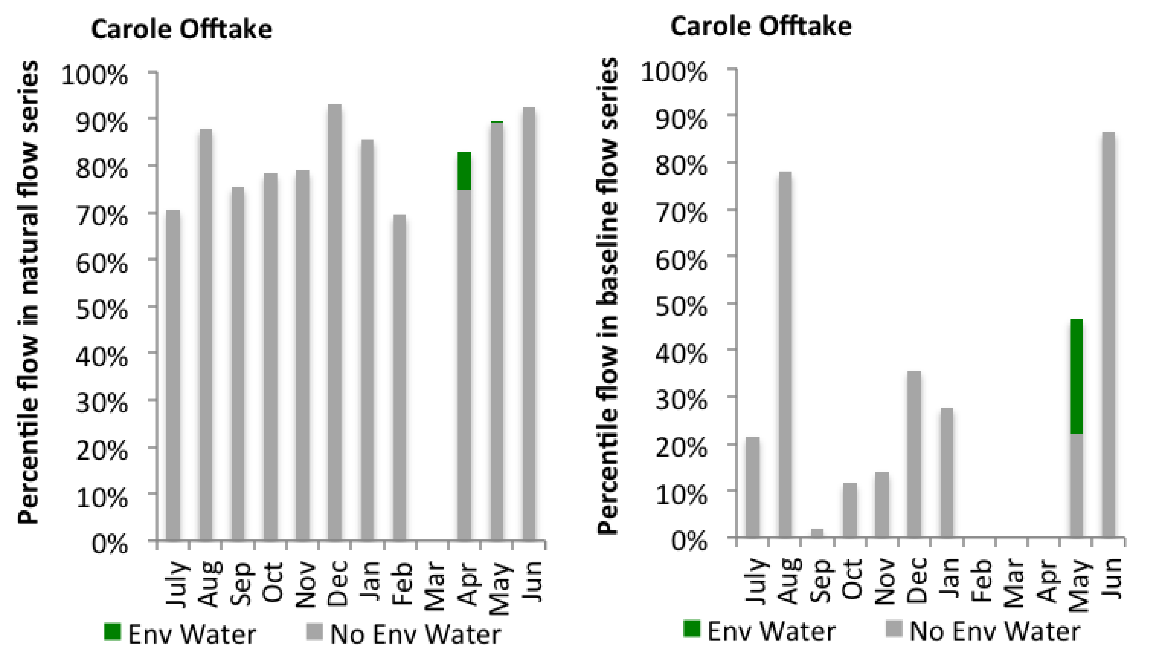 Carole Offtake
Percentile flow in natural flow series
100%
90%
80%
70%
60%
50%
40%
30%
20%
10%
0%
July
Aug
Sep
Oct
Nov
Dec
Jan
Feb
Mar
Apr
May
Jun
Env Water
No Env Water
Carole Offtake
Percentile flow in baseline flow series
100%
90%
80%
70%
60%
50%
40%
30%
20%
10%
0%
July
Aug
Sep
Oct
Nov
Dec
Jan
Feb
Mar
Apr
May
Jun
Env Water
No Env Water